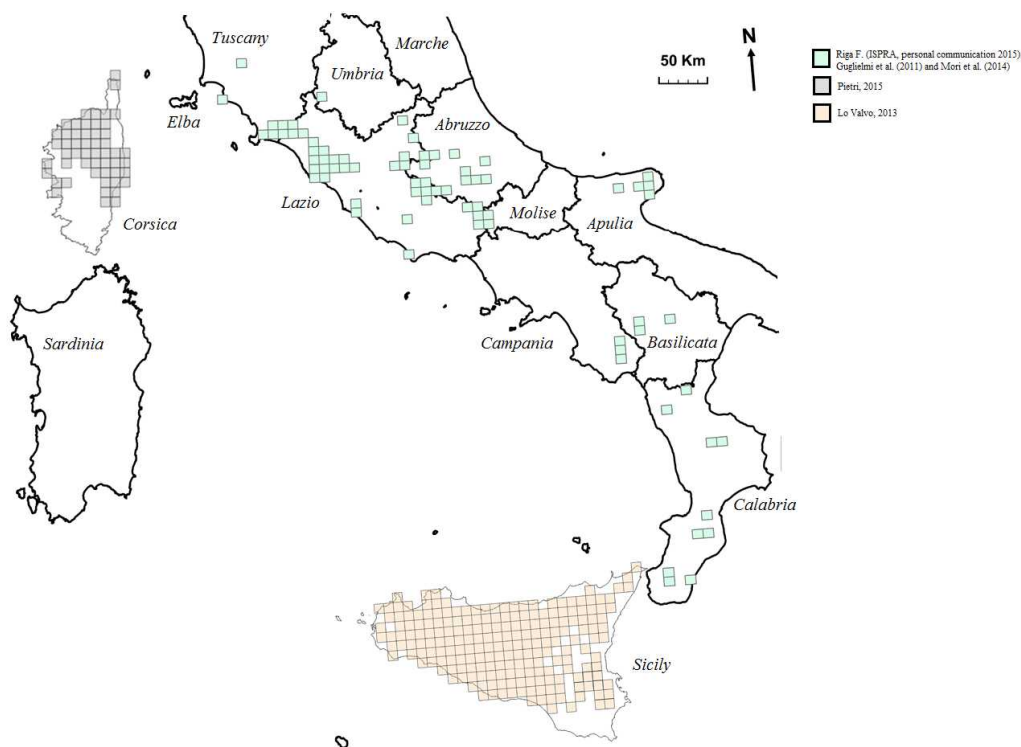 Tuscany
Marche
Umbria
Elba
Abruzzo
Lazio
Corsica
Molise
Apulia
Sardinia
Campania
Basilicata
Calabria
Sicily
50 Km
N
Riga F. (ISPRA, personal communication 2015)
Guglielmi et al. (2011) and Mori et al. (2014)
Pietri, 2015
Lo Valvo, 2013